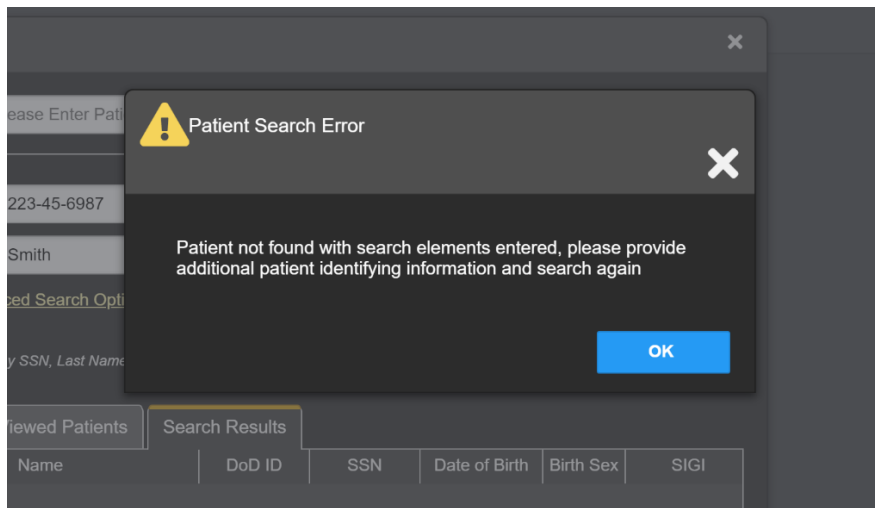 ease Enter Pati
Patient Search Error
223-45-6987
Smith
Patient not found with search elements entered, please provide
additional patient identifying information and search again
ced Search Opti
OK
y SSN, Last Name
Viewed Patients
Search Results
Name
DoD ID
SSN
Date of Birth
Birth Sex
SIGI